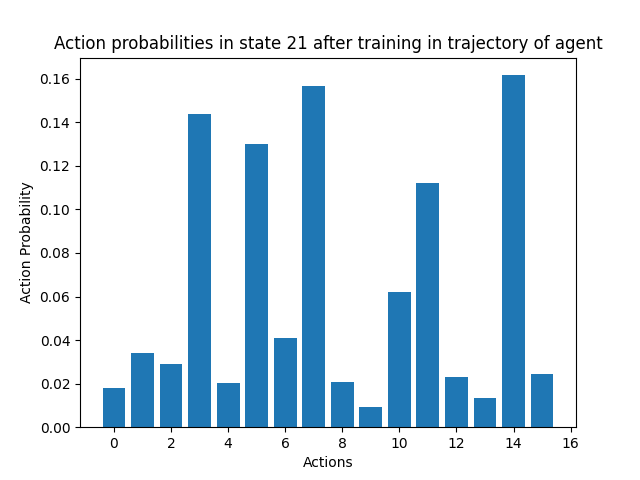 Action probabilities in state 21 after training in trajectory of agent
0.16
0.14
0.12
0.10
0.08
0.06
0.04
0.02
0.00
Action Probability
0 2 4 6 8 10 12 14 16
Actions